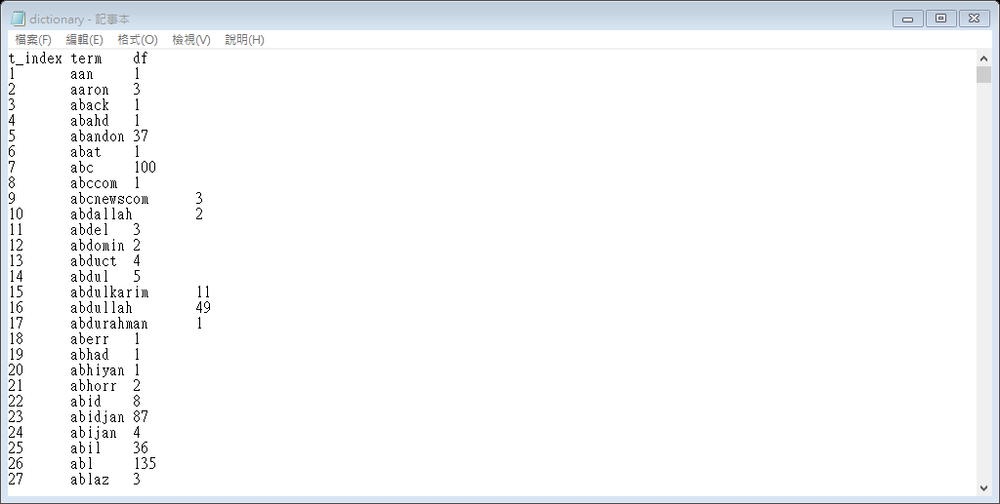 dictionary - 記事本
檔案(F) 編輯(E) 格式(O) 檢視(V) 說明(H)
t_index term df
1 aan 1
2 aaron 3
3 aback 1
4 abahd 1
5 abandon 37
6 abat 1
7 abc 100
8 abccom 1
9 abcnewscom 3
10 abdallah 2
11 abdel 3
12 abdomin 2
13 abduct 4
14 abdul 5
15 abdulkarim 11
16 abdullah 49
17 abdurahman 1
18 aberr 1
19 abhad 1
20 abhiyan 1
21 abhorr 2
22 abid 8
23 abidjan 87
24 abijan 4
25 abil 36
26 abl 135
27 ablaz 3